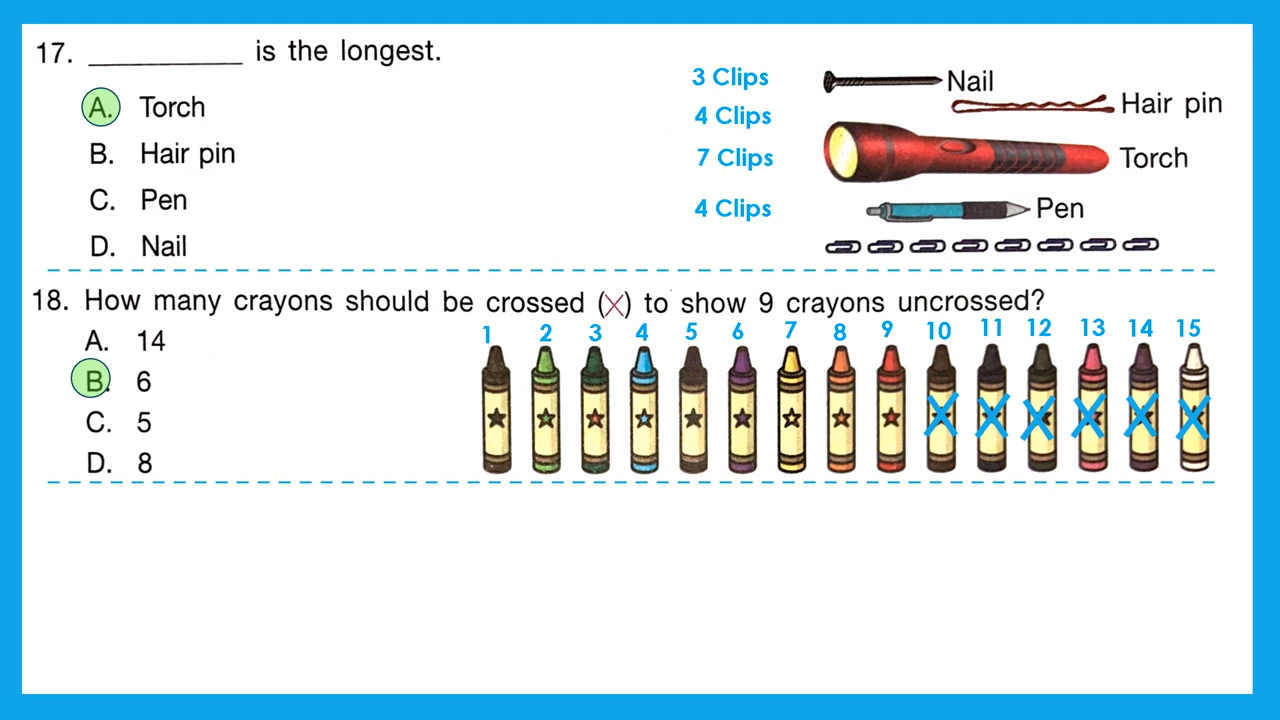 17. __________ is the longest.
A. Torch
B. Hair pin
C. Pen
D. Nail
3 Clips
4 Clips
7 Clips
4 Clips
Nail
Hair pin
Torch
Pen
18. How many crayons should be crossed (X) to show 9 crayons uncrossed?
A. 14
B. 6
C. 5
D. 8
1 2 3 4 5 6 7 8 9 10 11 12 13 14 15